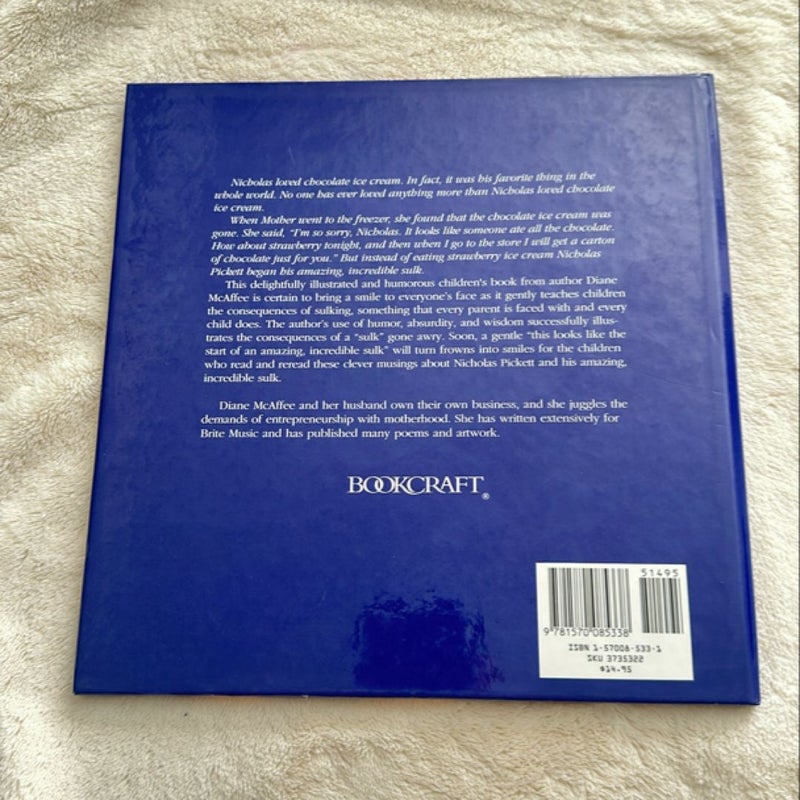 Nicholas loved chocolate ice cream. In fact, it was his favorite thing in the
whole world. No one has ever loved anything more than Nicholas loved chocolate
ice cream.
When Mother went to the freezer, she found that the chocolate ice cream was
gone. She said, "I'm so sorry, Nicholas. It looks like someone ate all the chocolate.
How about strawberry tonight, and then when I go to the store I will get a carton
of chocolate just for you." But instead of eating strawberry ice cream Nicholas
Pickett began his amazing, incredible sulk.
This delightfully illustrated and humorous children's book from author Diane
McAffee is certain to bring a smile to everyone's face as it gently teaches children
the consequences of sulking, something that every parent is faced with and every
child does. The author's use of humor, absurdity, and wisdom successfully illus-
trates the consequences of a "sulk" gone awry. Soon, a gentle "this looks like the
start of an amazing, incredible sulk" will turn frowns into smiles for the children
who read and reread these clever musings about Nicholas Pickett and his amazing,
incredible sulk.
Diane McAffee and her husband own their own business, and she juggles the
demands of entrepreneurship with motherhood. She has written extensively for
Brite Music and has published many poems and artwork.
BOOKCRAFT®
51495
9 781570 085338
ISBN 1-57008-533-1
SKU 3735322
$14.95